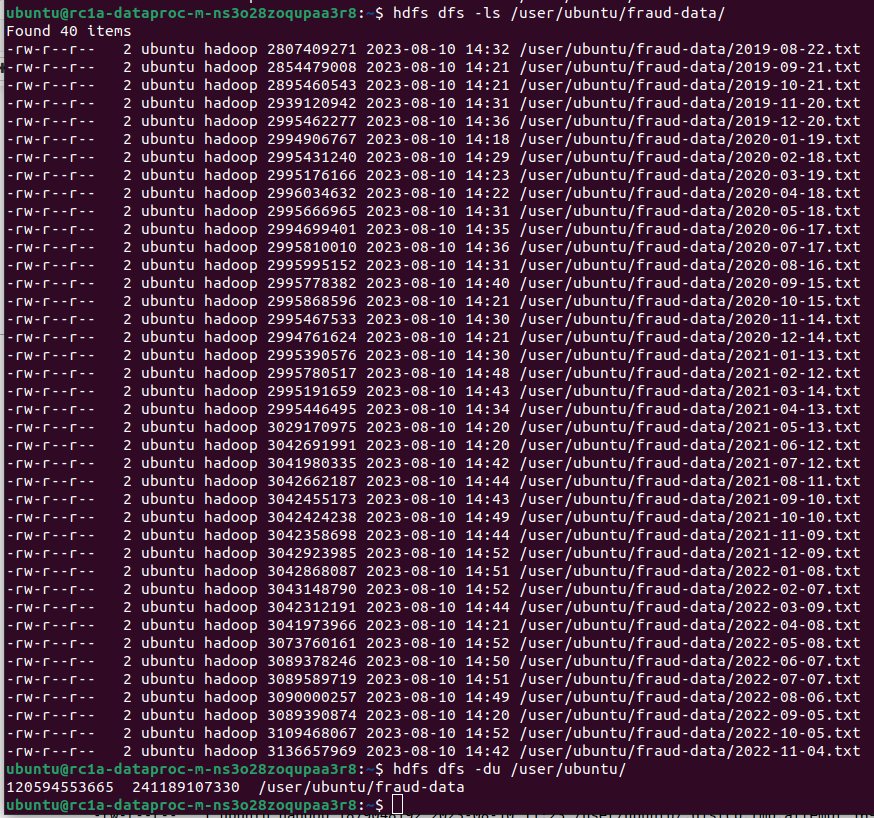 ubuntu@rc1a-dataproc-m-ns3o28zoqupaa3r8:~$ hdfs dfs -ls /user/ubuntu/fraud-data/
Found 40 items
-rw-r--r--   2 ubuntu hadoop 2807409271 2023-08-10 14:32 /user/ubuntu/fraud-data/2019-08-22.txt
-rw-r--r--   2 ubuntu hadoop 2854479008 2023-08-10 14:21 /user/ubuntu/fraud-data/2019-09-21.txt
-rw-r--r--   2 ubuntu hadoop 2895460543 2023-08-10 14:21 /user/ubuntu/fraud-data/2019-10-21.txt
-rw-r--r--   2 ubuntu hadoop 2939120942 2023-08-10 14:31 /user/ubuntu/fraud-data/2019-11-20.txt
-rw-r--r--   2 ubuntu hadoop 2995462277 2023-08-10 14:36 /user/ubuntu/fraud-data/2019-12-20.txt
-rw-r--r--   2 ubuntu hadoop 2994906767 2023-08-10 14:18 /user/ubuntu/fraud-data/2020-01-19.txt
-rw-r--r--   2 ubuntu hadoop 2995431240 2023-08-10 14:29 /user/ubuntu/fraud-data/2020-02-18.txt
-rw-r--r--   2 ubuntu hadoop 2995176166 2023-08-10 14:23 /user/ubuntu/fraud-data/2020-03-19.txt
-rw-r--r--   2 ubuntu hadoop 2996034632 2023-08-10 14:22 /user/ubuntu/fraud-data/2020-04-18.txt
-rw-r--r--   2 ubuntu hadoop 2995666965 2023-08-10 14:31 /user/ubuntu/fraud-data/2020-05-18.txt
-rw-r--r--   2 ubuntu hadoop 2994699401 2023-08-10 14:35 /user/ubuntu/fraud-data/2020-06-17.txt
-rw-r--r--   2 ubuntu hadoop 2995810010 2023-08-10 14:36 /user/ubuntu/fraud-data/2020-07-17.txt
-rw-r--r--   2 ubuntu hadoop 2995995152 2023-08-10 14:31 /user/ubuntu/fraud-data/2020-08-16.txt
-rw-r--r--   2 ubuntu hadoop 2995778382 2023-08-10 14:40 /user/ubuntu/fraud-data/2020-09-15.txt
-rw-r--r--   2 ubuntu hadoop 2995868596 2023-08-10 14:21 /user/ubuntu/fraud-data/2020-10-15.txt
-rw-r--r--   2 ubuntu hadoop 2995467533 2023-08-10 14:30 /user/ubuntu/fraud-data/2020-11-14.txt
-rw-r--r--   2 ubuntu hadoop 2994761624 2023-08-10 14:21 /user/ubuntu/fraud-data/2020-12-14.txt
-rw-r--r--   2 ubuntu hadoop 2995390576 2023-08-10 14:30 /user/ubuntu/fraud-data/2021-01-13.txt
-rw-r--r--   2 ubuntu hadoop 2995780517 2023-08-10 14:48 /user/ubuntu/fraud-data/2021-02-12.txt
-rw-r--r--   2 ubuntu hadoop 2995191659 2023-08-10 14:43 /user/ubuntu/fraud-data/2021-03-14.txt
-rw-r--r--   2 ubuntu hadoop 2995446495 2023-08-10 14:34 /user/ubuntu/fraud-data/2021-04-13.txt
-rw-r--r--   2 ubuntu hadoop 3029170975 2023-08-10 14:20 /user/ubuntu/fraud-data/2021-05-13.txt
-rw-r--r--   2 ubuntu hadoop 3042691991 2023-08-10 14:20 /user/ubuntu/fraud-data/2021-06-12.txt
-rw-r--r--   2 ubuntu hadoop 3041980335 2023-08-10 14:42 /user/ubuntu/fraud-data/2021-07-12.txt
-rw-r--r--   2 ubuntu hadoop 3042662187 2023-08-10 14:44 /user/ubuntu/fraud-data/2021-08-11.txt
-rw-r--r--   2 ubuntu hadoop 3042455173 2023-08-10 14:43 /user/ubuntu/fraud-data/2021-09-10.txt
-rw-r--r--   2 ubuntu hadoop 3042424238 2023-08-10 14:49 /user/ubuntu/fraud-data/2021-10-10.txt
-rw-r--r--   2 ubuntu hadoop 3042358698 2023-08-10 14:44 /user/ubuntu/fraud-data/2021-11-09.txt
-rw-r--r--   2 ubuntu hadoop 3042923985 2023-08-10 14:52 /user/ubuntu/fraud-data/2021-12-09.txt
-rw-r--r--   2 ubuntu hadoop 3042868087 2023-08-10 14:51 /user/ubuntu/fraud-data/2022-01-08.txt
-rw-r--r--   2 ubuntu hadoop 3043148790 2023-08-10 14:52 /user/ubuntu/fraud-data/2022-02-07.txt
-rw-r--r--   2 ubuntu hadoop 3042312191 2023-08-10 14:44 /user/ubuntu/fraud-data/2022-03-09.txt
-rw-r--r--   2 ubuntu hadoop 3041973966 2023-08-10 14:21 /user/ubuntu/fraud-data/2022-04-08.txt
-rw-r--r--   2 ubuntu hadoop 3073760161 2023-08-10 14:52 /user/ubuntu/fraud-data/2022-05-08.txt
-rw-r--r--   2 ubuntu hadoop 3089378246 2023-08-10 14:50 /user/ubuntu/fraud-data/2022-06-07.txt
-rw-r--r--   2 ubuntu hadoop 3089589719 2023-08-10 14:51 /user/ubuntu/fraud-data/2022-07-07.txt
-rw-r--r--   2 ubuntu hadoop 3090000257 2023-08-10 14:49 /user/ubuntu/fraud-data/2022-08-06.txt
-rw-r--r--   2 ubuntu hadoop 3089390874 2023-08-10 14:20 /user/ubuntu/fraud-data/2022-09-05.txt
-rw-r--r--   2 ubuntu hadoop 3109468067 2023-08-10 14:52 /user/ubuntu/fraud-data/2022-10-05.txt
-rw-r--r--   2 ubuntu hadoop 3136657969 2023-08-10 14:42 /user/ubuntu/fraud-data/2022-11-04.txt
ubuntu@rc1a-dataproc-m-ns3o28zoqupaa3r8:~$ hdfs dfs -du /user/ubuntu/
120594553665  241189107330  /user/ubuntu/fraud-data
ubuntu@rc1a-dataproc-m-ns3o28zoqupaa3r8:~$